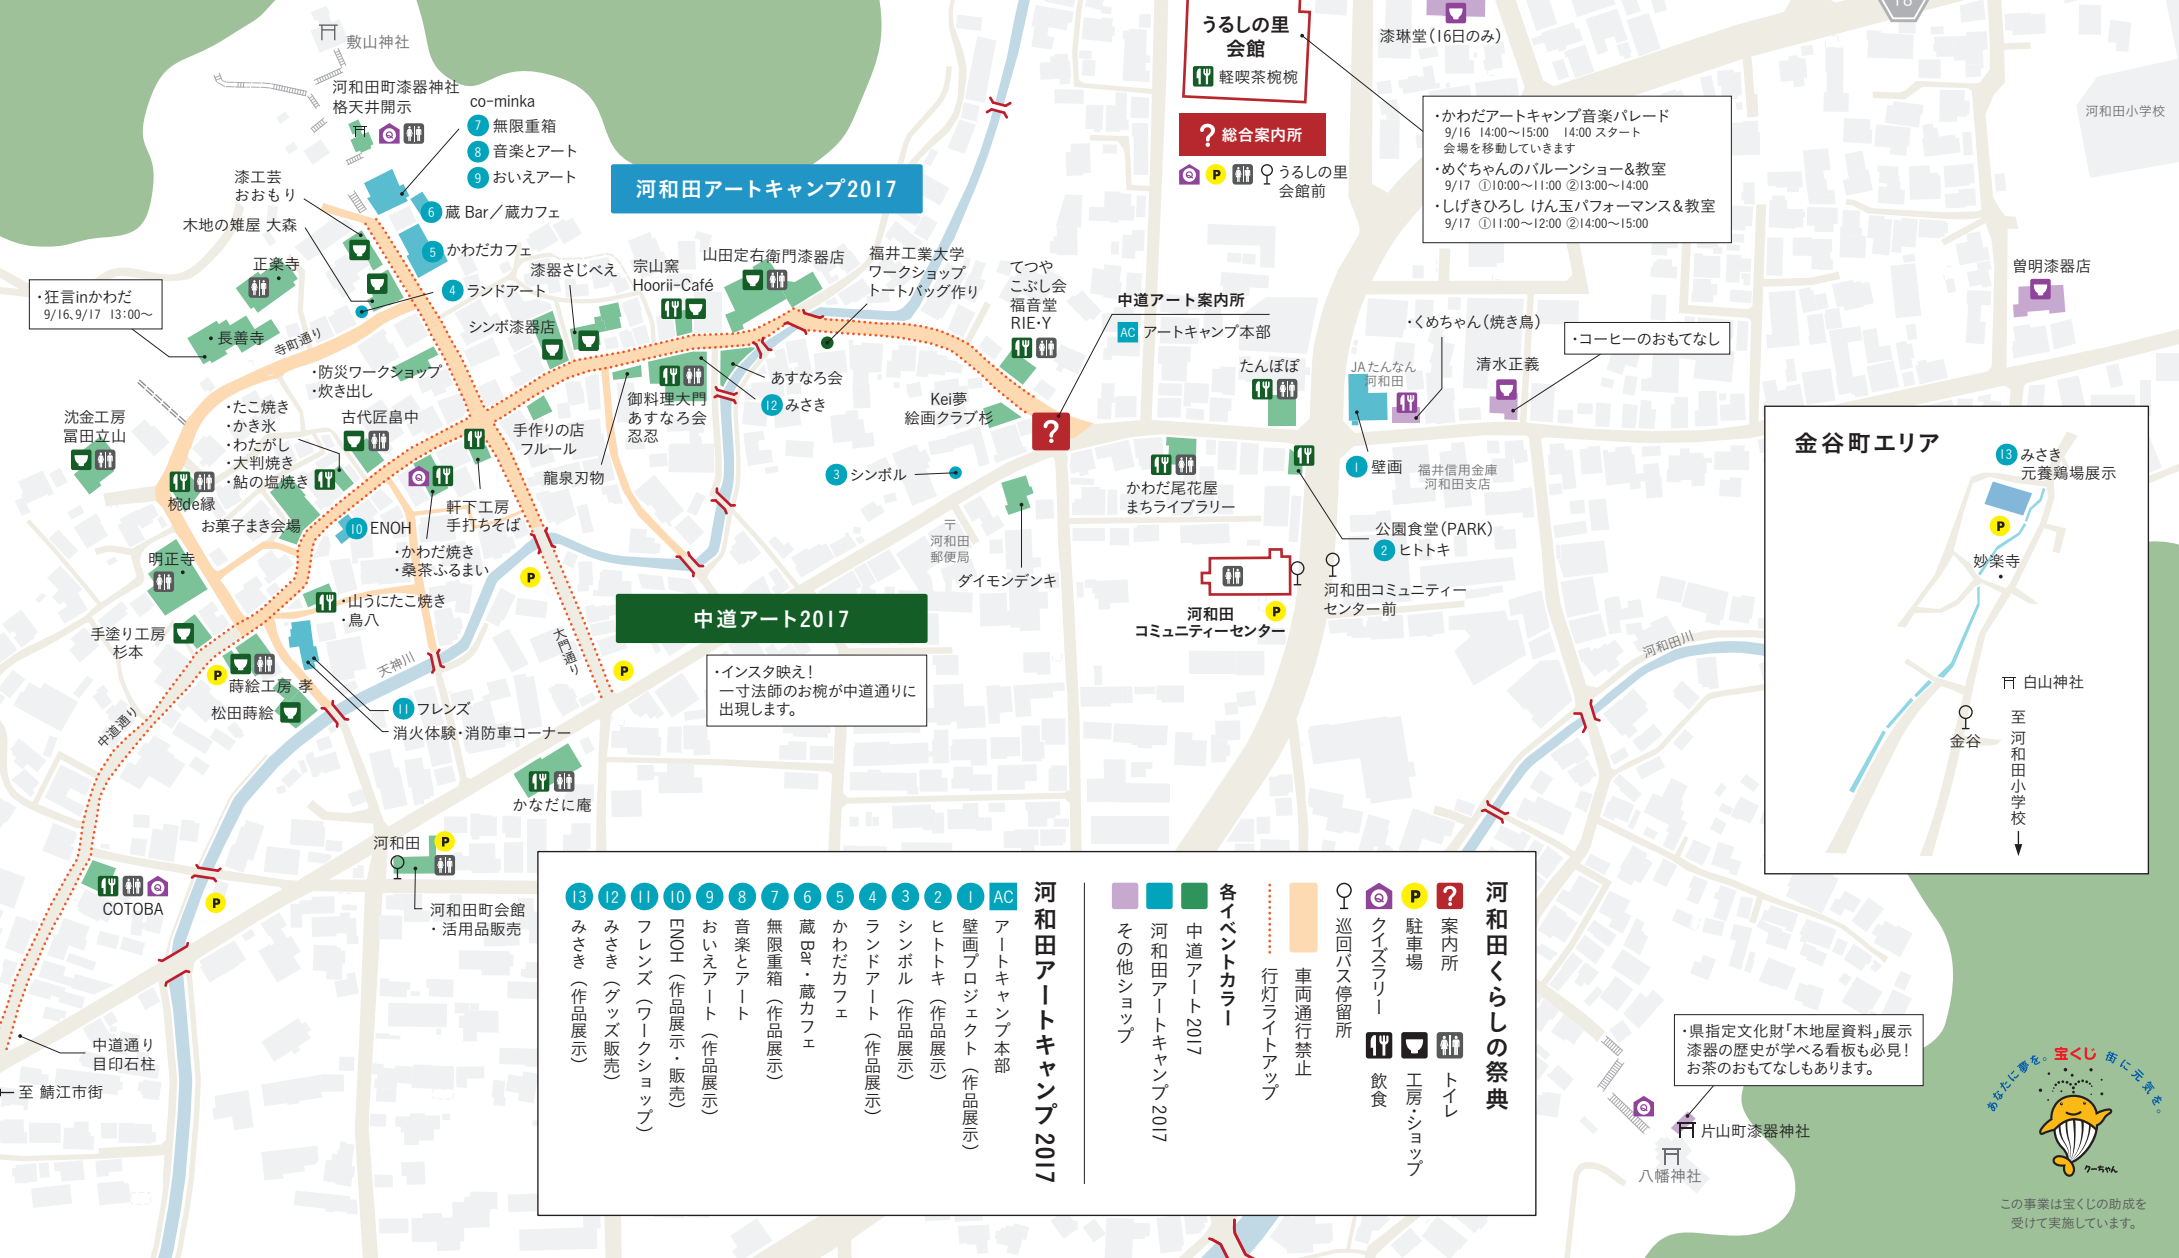 敷山神社
河和田町漆器神社
格天井開示
co-minka
7 無限重箱
8 音楽とアート
9 おいえアート
漆工芸
おおもり
木地の雉屋 大森
6 蔵 Bar／蔵カフェ
5 かわだカフェ
4 ランドアート
正楽寺
・狂言inかわだ
9/16、9/17 13:00〜
・長善寺
寺町通り
河和田アートキャンプ2017
漆器さじべえ
シンボ漆器店
宗山窯
Hoorii-Café
山田定右衛門漆器店
福井工業大学
ワークショップ
トートバッグ作り
てつや
こぶし会
福音堂
RIE・Y
中道アート案内所
AC アートキャンプ本部
うるしの里
会館
軽喫茶椀椀
? 総合案内所
Q P うるしの里
会館前
漆琳堂（16日のみ）
18
・かわだアートキャンプ音楽パレード
9/16 14:00〜15:00 14:00 スタート
会場を移動していきます
・めぐちゃんのバルーンショー＆教室
9/17 ①10:00〜11:00 ②13:00〜14:00
・しげきひろし けん玉パフォーマンス＆教室
9/17 ①11:00〜12:00 ②14:00〜15:00
河和田小学校
曽明漆器店
・くめちゃん（焼き鳥）
・コーヒーのおもてなし
清水正義
JAたんなん
河和田
たんぽぽ
・防災ワークショップ
・炊き出し
・たこ焼き
・かき氷
・わたがし
・大判焼き
・鮎の塩焼き
古代匠畠中
沈金工房
冨田立山
椀de縁
お菓子まき会場
10 ENOH
軒下工房
手打ちそば
・かわだ焼き
・桑茶ふるまい
手作りの店
フルール
龍泉刃物
御料理大門
あすなろ会
忍忍
あすなろ会
12 みさき
Kei夢
絵画クラブ杉
?
3 シンボル
〒
河和田
郵便局
ダイモンデンキ
かわだ尾花屋
まちライブラリー
1 壁画
福井信用金庫
河和田支店
公園食堂（PARK）
2 ヒトトキ
河和田コミュニティー
センター前
河和田
コミュニティーセンター
P
河和田川
明正寺
・山うにたこ焼き
・鳥八
手塗り工房
杉本
P
蒔絵工房 孝
松田蒔絵
天神川
11 フレンズ
消火体験・消防車コーナー
中道通り
大門通り
P
P
中道アート2017
・インスタ映え！
一寸法師のお椀が中道通りに
出現します。
かなだに庵
河和田
P
河和田町会館
・活用品販売
COTOBA
P
中道通り
目印石柱
至 鯖江市街
金谷町エリア
13 みさき
元養鶏場展示
P
妙楽寺
白山神社
金谷
至 河和田小学校
河和田くらしの祭典
? 案内所
P 駐車場
Q クイズラリー
巡回バス停留所
トイレ
工房・ショップ
飲食
車両通行禁止
行灯ライトアップ
各イベントカラー
中道アート2017
河和田アートキャンプ2017
その他ショップ
河和田アートキャンプ2017
AC アートキャンプ本部
1 壁画プロジェクト（作品展示）
2 ヒトトキ（作品展示）
3 シンボル（作品展示）
4 ランドアート（作品展示）
5 かわだカフェ
6 蔵 Bar・蔵カフェ
7 無限重箱（作品展示）
8 音楽とアート
9 おいえアート（作品展示）
10 ENOH（作品展示・販売）
11 フレンズ（ワークショップ）
12 みさき（グッズ販売）
13 みさき（作品展示）
・県指定文化財「木地屋資料」展示
漆器の歴史が学べる看板も必見！
お茶のおもてなしもあります。
片山町漆器神社
八幡神社
あなたに夢を。宝くじ 街に元気を。
クーちゃん
この事業は宝くじの助成を
受けて実施しています。